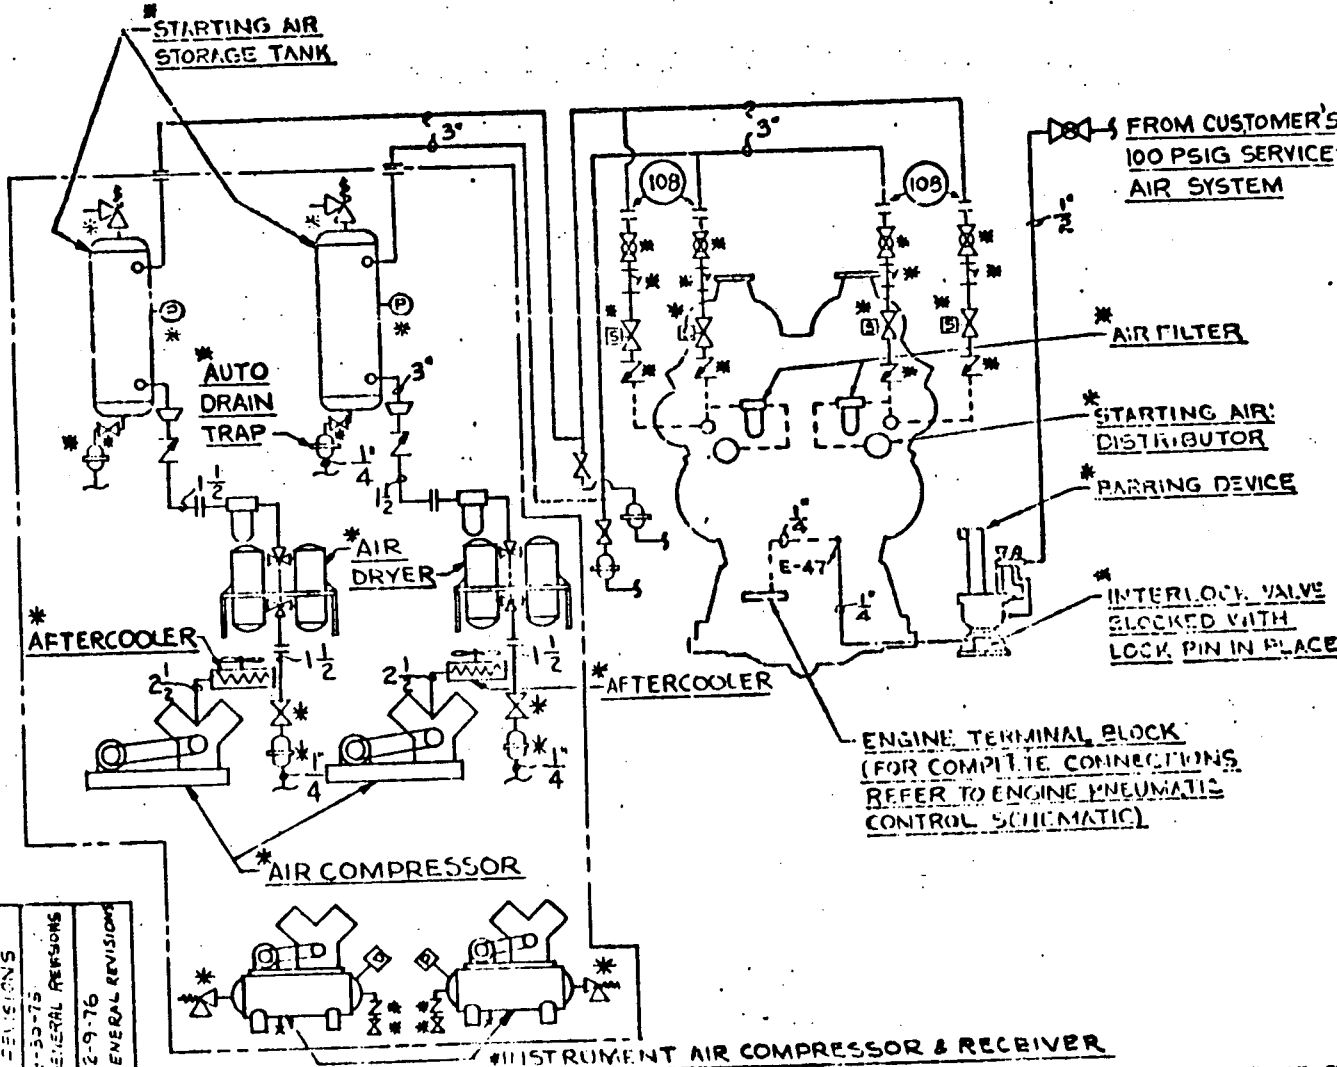 *STARTING AIR
STORAGE TANK
3"
3"
FROM CUSTOMER'S
100 PSIG SERVICE
AIR SYSTEM
108
108
1"
2
P
P
*AUTO
DRAIN
TRAP
3"
1"
4
1 1/2
1 1/2
S
S
S
*AIR FILTER
*STARTING AIR
DISTRIBUTOR
*BARRING DEVICE
*AIR
DRYER
1"
4
E-47
1"
4
*INTERLOCK VALVE
BLOCKED WITH
LOCK PIN IN PLACE
*AFTERCOOLER
1 1/2
1 1/2
2 1/2
2 1/2
*AFTERCOOLER
1"
4
1"
4
ENGINE TERMINAL BLOCK
(FOR COMPLETE CONNECTIONS
REFER TO ENGINE PNEUMATIC
CONTROL SCHEMATIC)
*AIR COMPRESSOR
REVISIONS
GENERAL REVISIONS
2-9-76
GENERAL REVISIONS
*INSTRUMENT AIR COMPRESSOR & RECEIVER